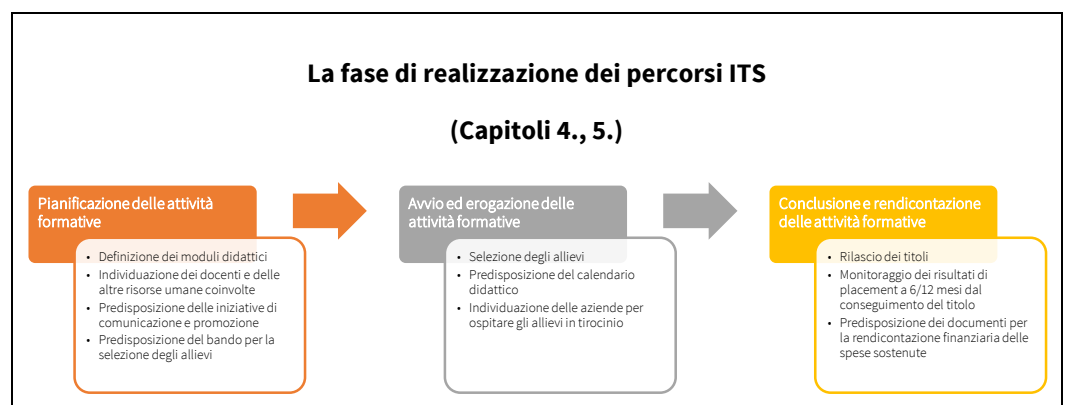 La fase di realizzazione dei percorsi ITS
(Capitoli 4., 5.)
Pianificazione delle attività
formative
• Definizione dei moduli didattici
• Individuazione dei docenti e delle
altre risorse umane coinvolte
• Predisposizione delle iniziative di
comunicazione e promozione
• Predisposizione del bando per la
selezione degli allievi
Avvio ed erogazione delle
attività formative
• Selezione degli allievi
• Predisposizione del calendario
didattico
• Individuazione delle aziende per
ospitare gli allievi in tirocinio
Conclusione e rendicontazione
delle attività formative
• Rilascio dei titoli
• Monitoraggio dei risultati di
placement a 6/12 mesi dal
conseguimento del titolo
• Predisposizione dei documenti per
la rendicontazione finanziaria delle
spese sostenute